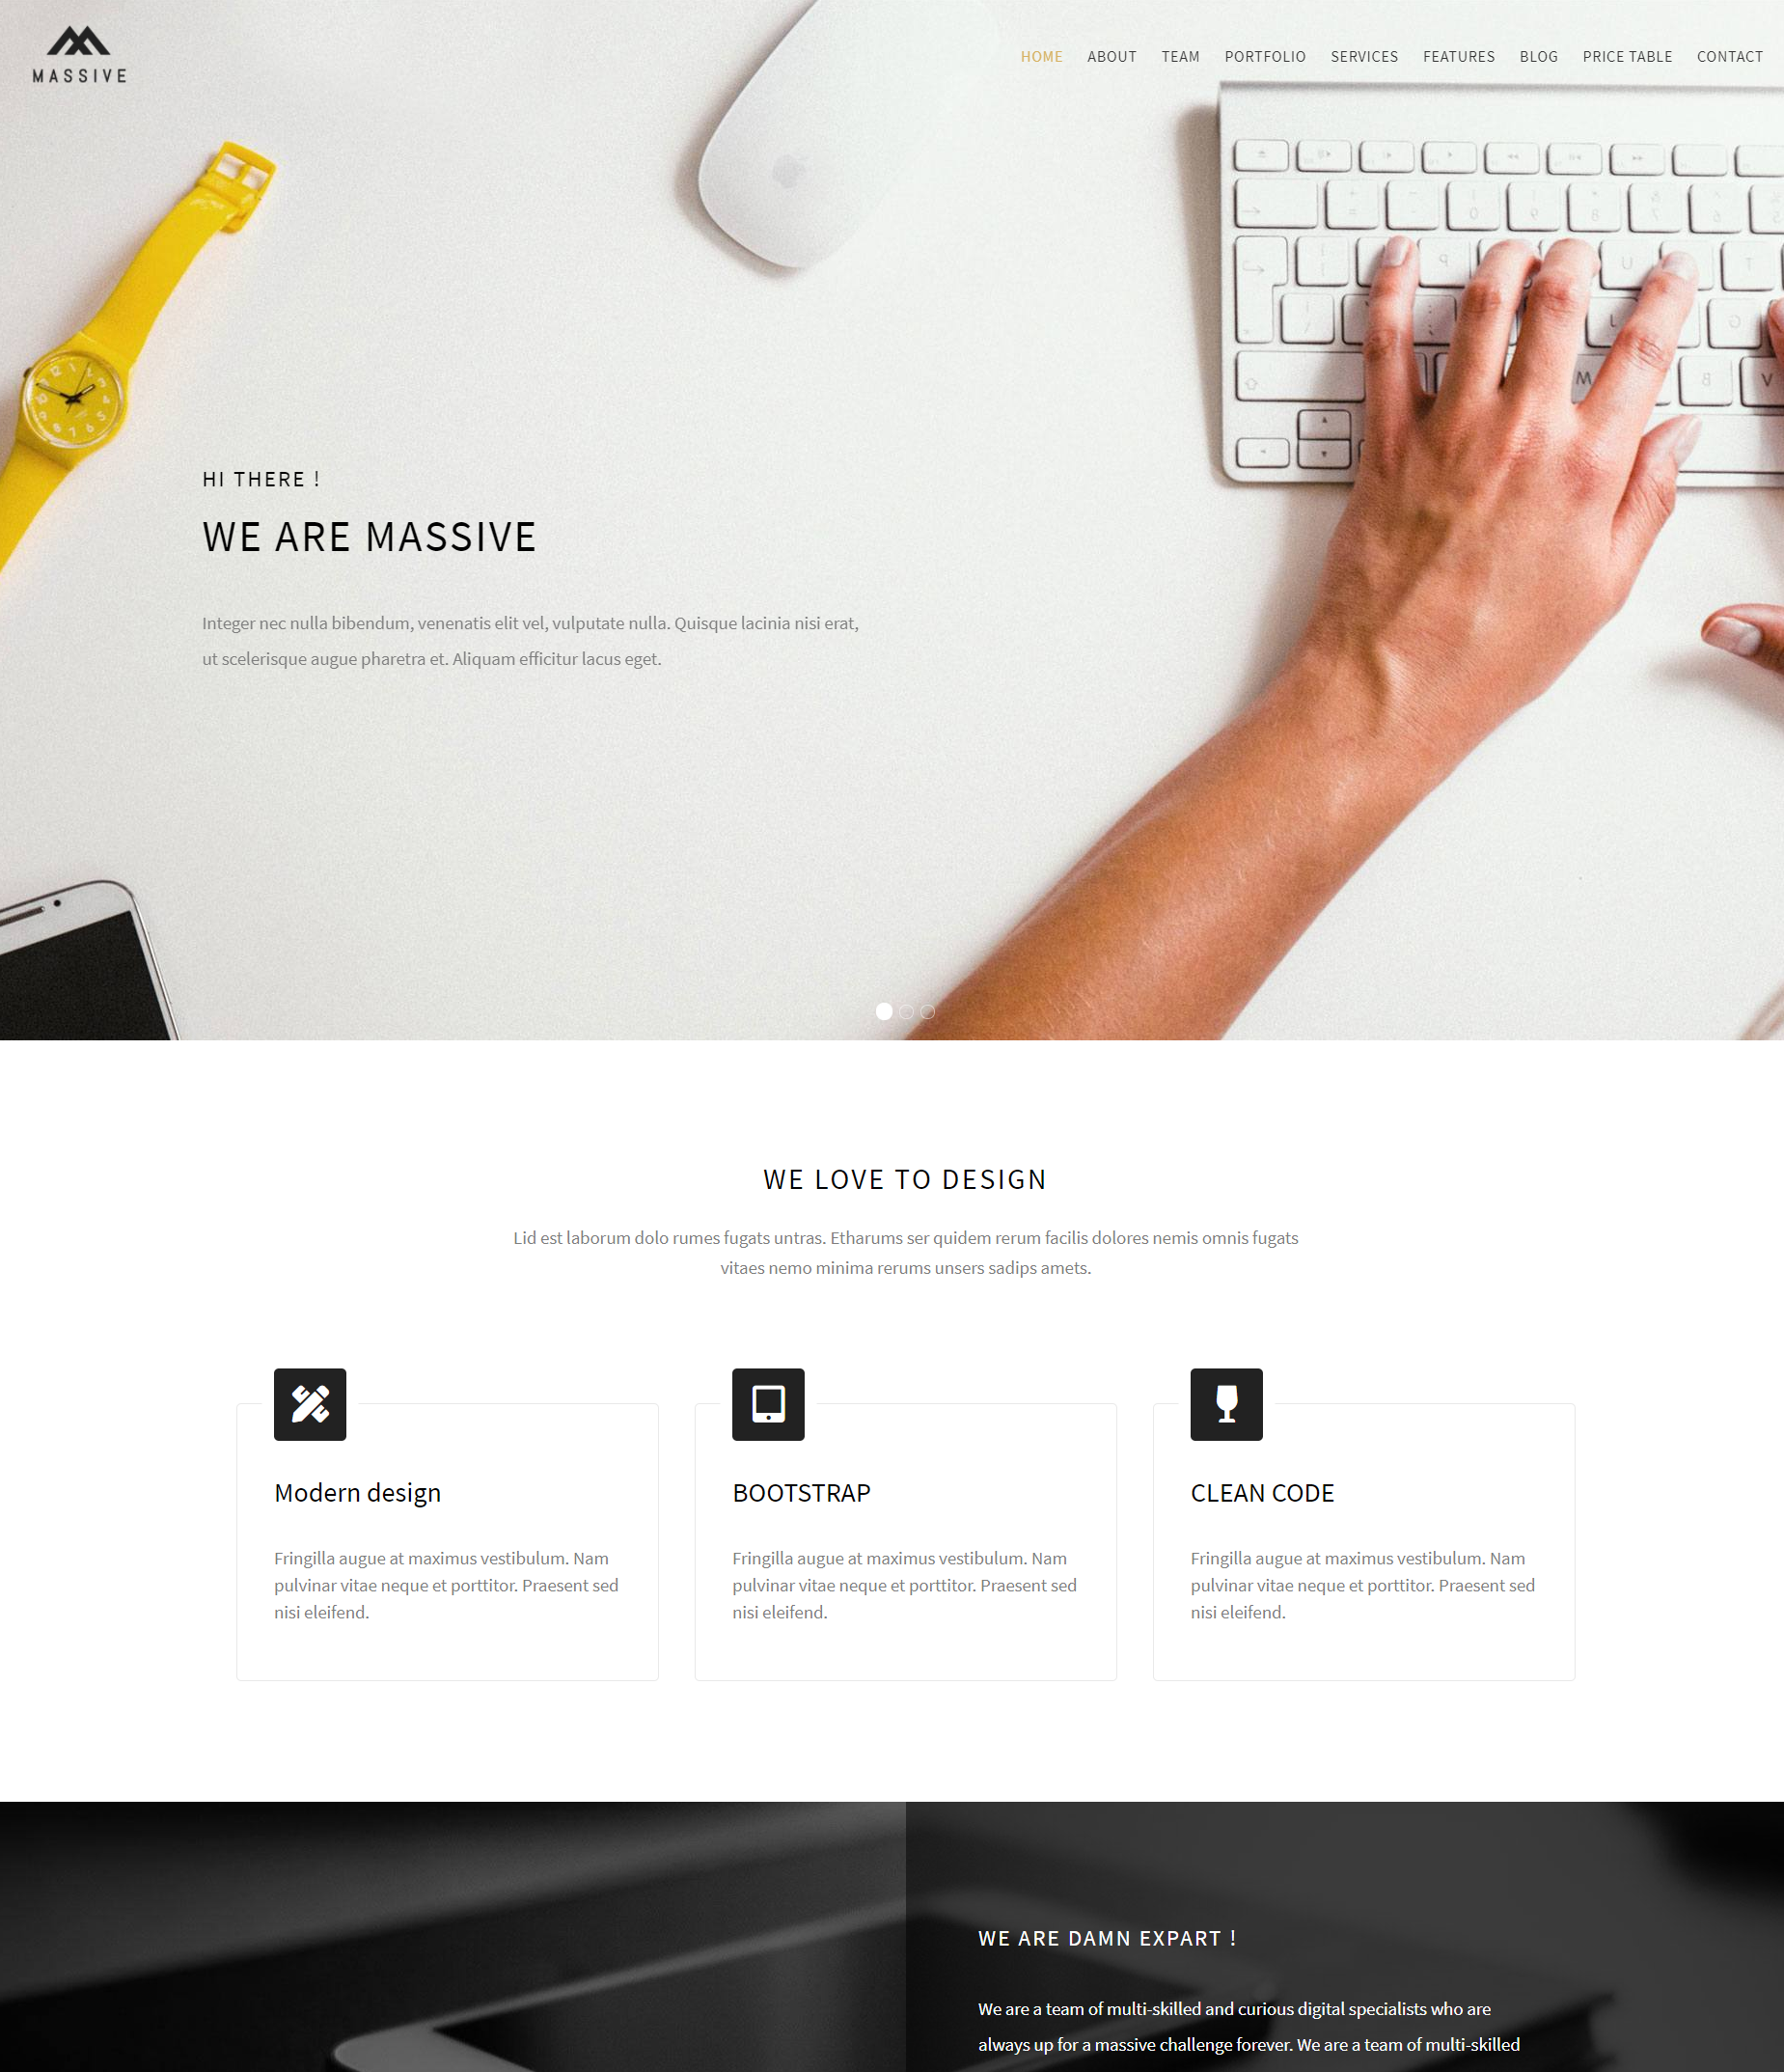 MASSIVE
HOME ABOUT TEAM PORTFOLIO SERVICES FEATURES BLOG PRICE TABLE CONTACT
HI THERE !
WE ARE MASSIVE
Integer nec nulla bibendum, venenatis elit vel, vulputate nulla. Quisque lacinia nisi erat,
ut scelerisque augue pharetra et. Aliquam efficitur lacus eget.
WE LOVE TO DESIGN
Lid est laborum dolo rumes fugats untras. Etharums ser quidem rerum facilis dolores nemis omnis fugats
vitaes nemo minima rerums unsers sadips amets.
Modern design
Fringilla augue at maximus vestibulum. Nam
pulvinar vitae neque et porttitor. Praesent sed
nisi eleifend.
BOOTSTRAP
Fringilla augue at maximus vestibulum. Nam
pulvinar vitae neque et porttitor. Praesent sed
nisi eleifend.
CLEAN CODE
Fringilla augue at maximus vestibulum. Nam
pulvinar vitae neque et porttitor. Praesent sed
nisi eleifend.
WE ARE DAMN EXPART !
We are a team of multi-skilled and curious digital specialists who are
always up for a massive challenge forever. We are a team of multi-skilled